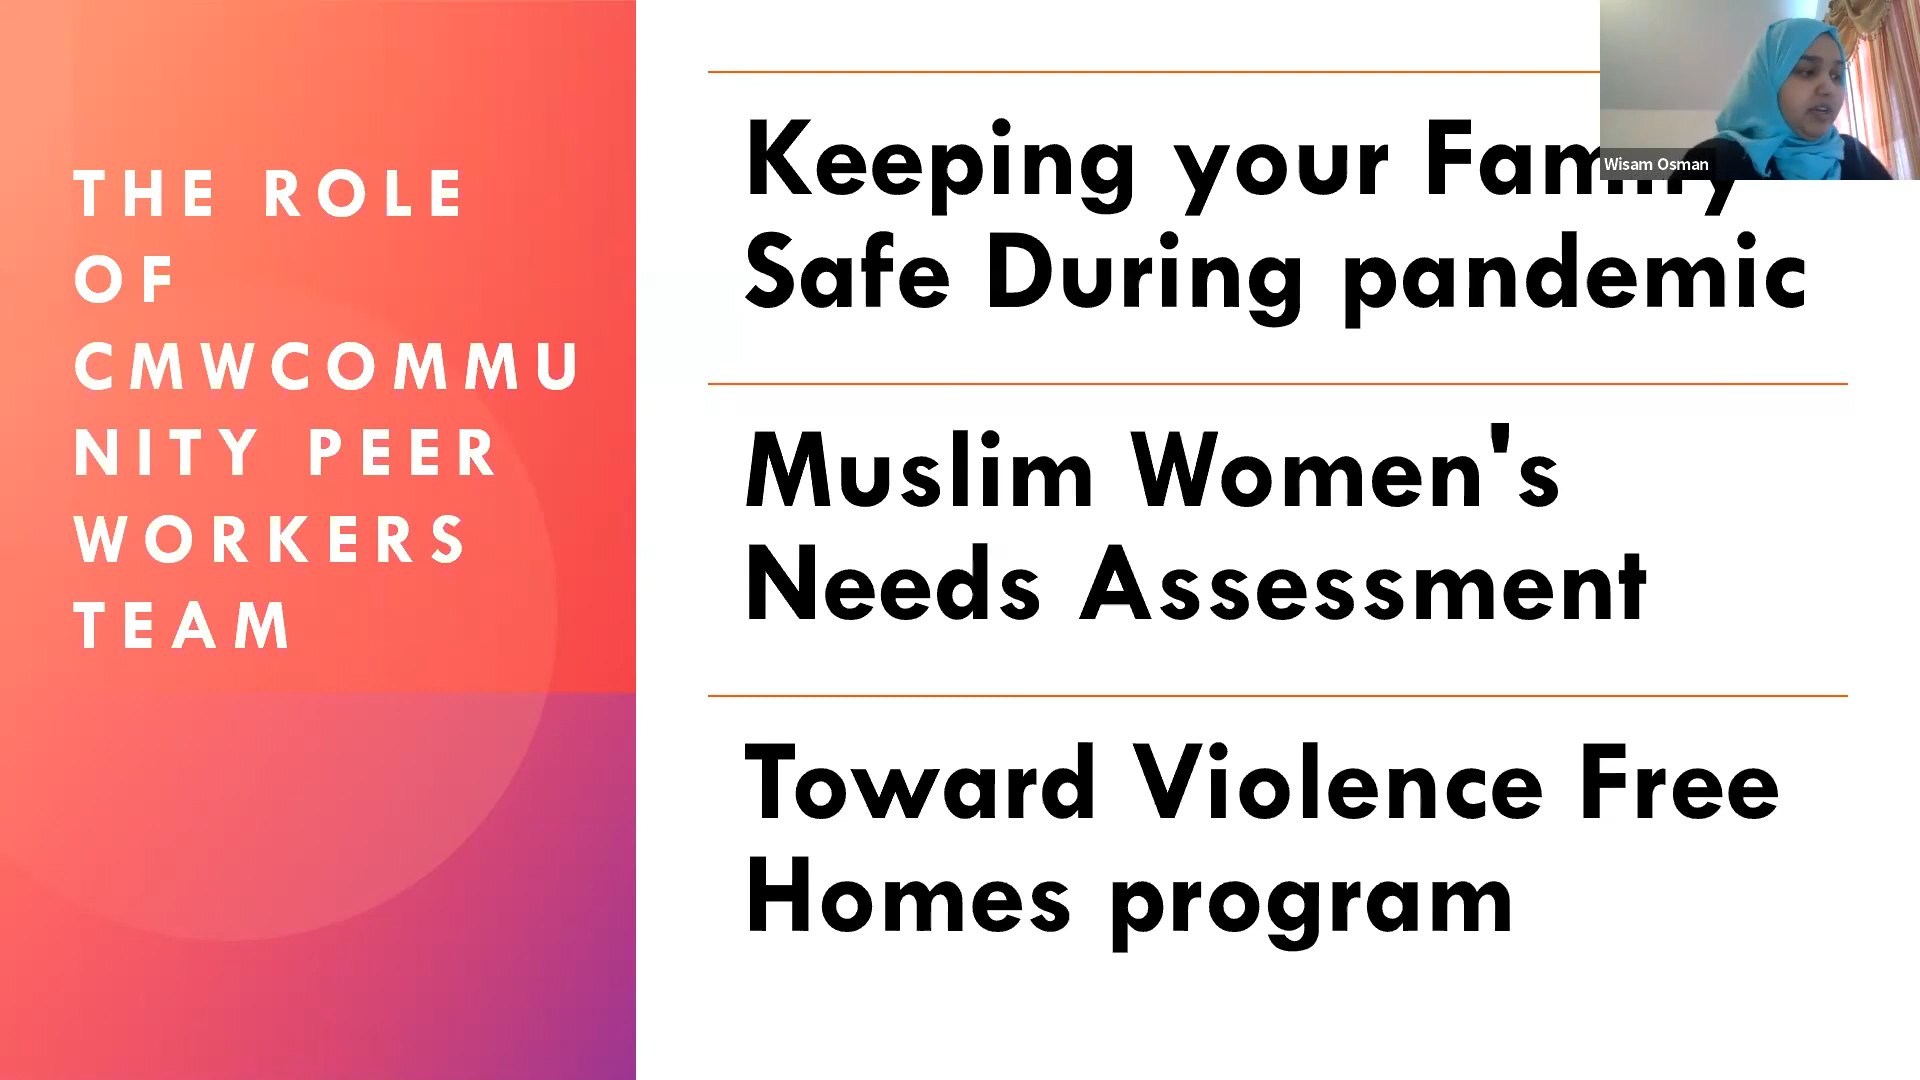 THE ROLE
OF
CMWCOMMU
NITY PEER
WORKERS
TEAM
Keeping your Family
Safe During pandemic
Muslim Women's
Needs Assessment
Toward Violence Free
Homes program
Wisam Osman